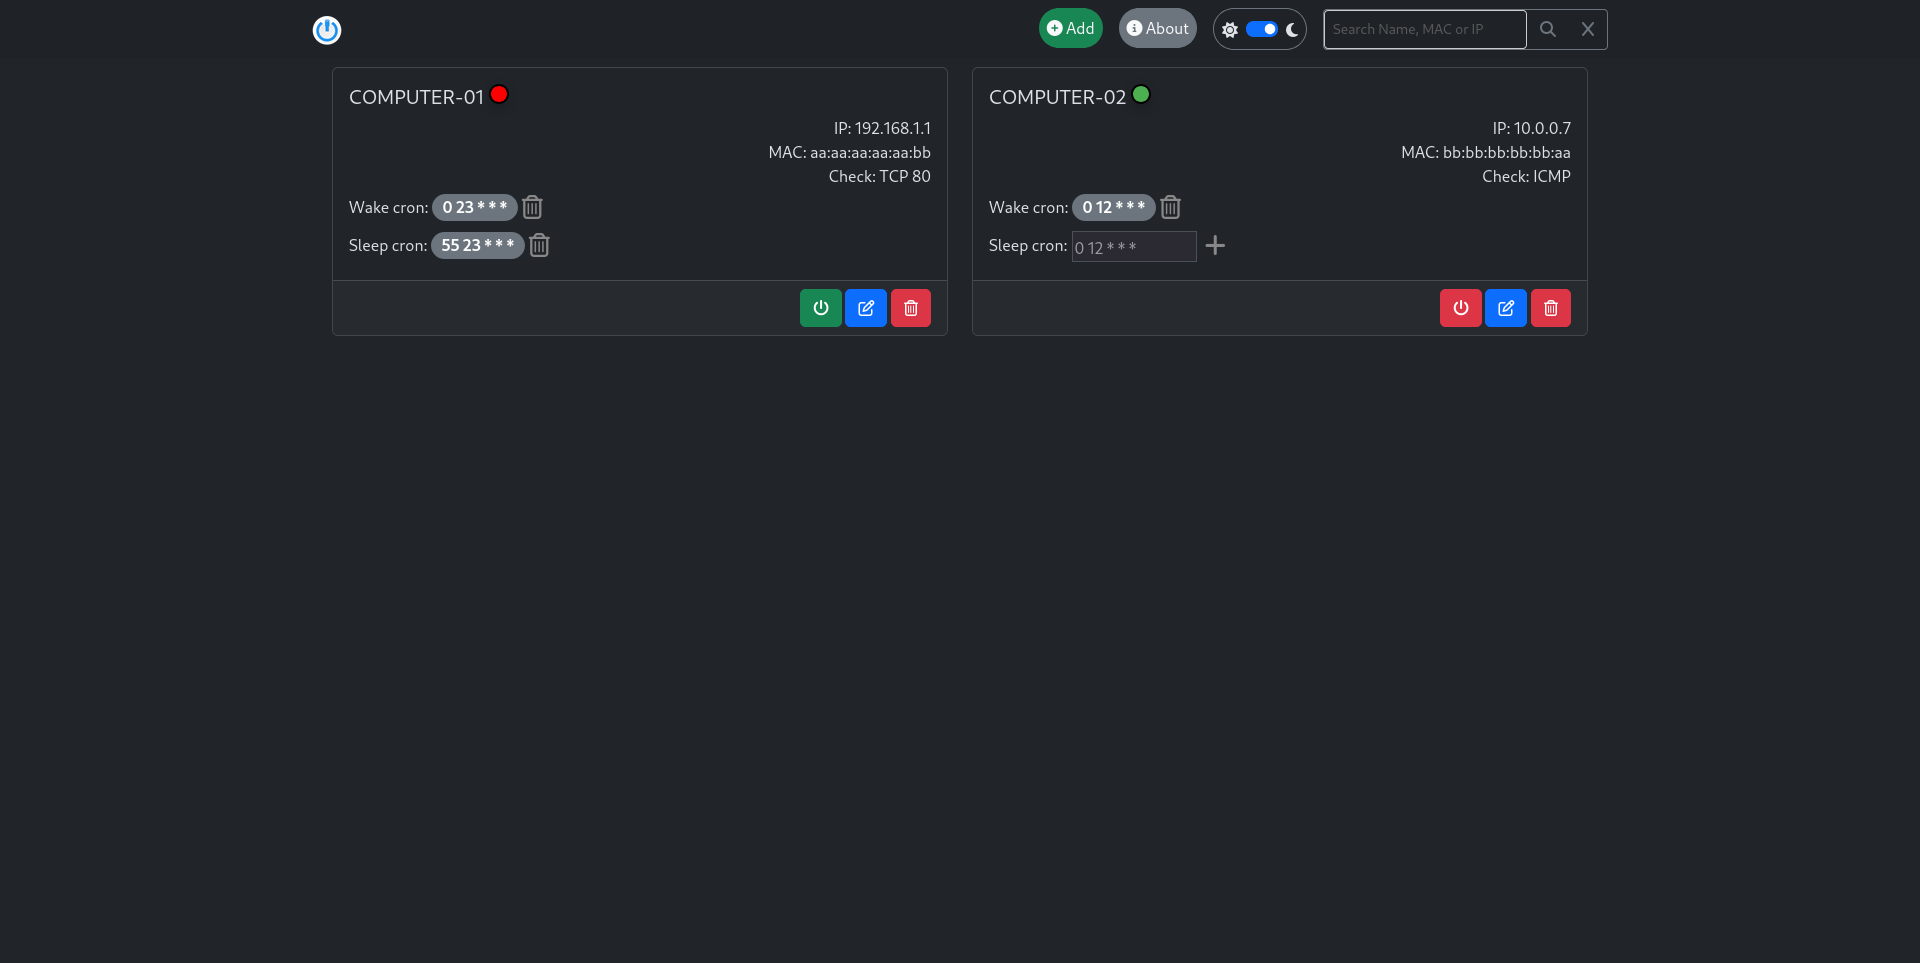 Add About Search Name, MAC or IP
COMPUTER-01
IP: 192.168.1.1
MAC: aa:aa:aa:aa:aa:bb
Check: TCP 80
Wake cron: 0 23 * * *
Sleep cron: 55 23 * * *
COMPUTER-02
IP: 10.0.0.7
MAC: bb:bb:bb:bb:bb:aa
Check: ICMP
Wake cron: 0 12 * * *
Sleep cron: 0 12 * * *